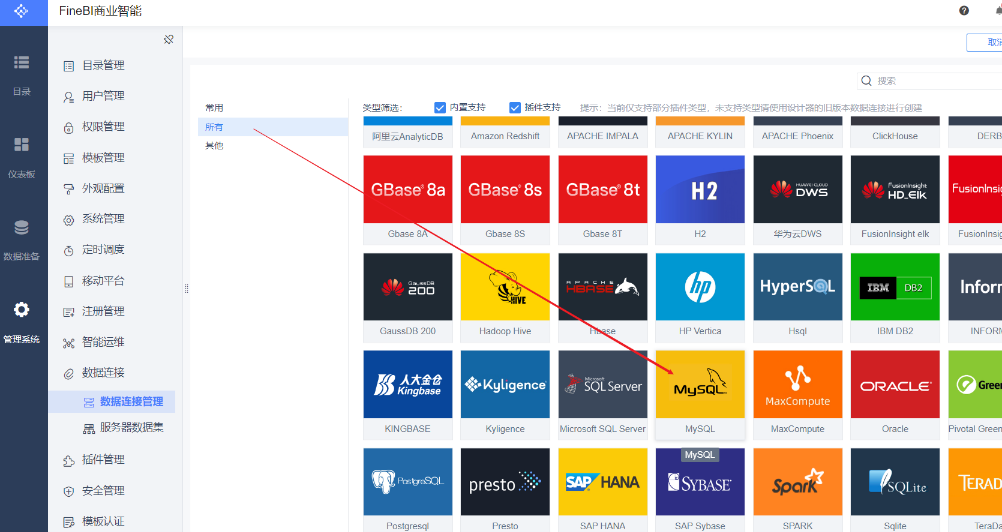 FineBI商业智能
取消
目录
仪表板
数据准备
管理系统
目录管理
用户管理
权限管理
模板管理
外观配置
系统管理
定时调度
移动平台
注册管理
智能运维
数据连接
数据连接管理
服务器数据集
插件管理
安全管理
模板认证
搜索
常用
所有
其他
类型筛选: 内置支持 插件支持 提示：当前仅支持部分插件类型，未支持类型请使用设计器的旧版本数据连接进行创建
阿里云AnalyticDB Amazon Redshift APACHE IMPALA APACHE KYLIN APACHE Phoenix ClickHouse DERB
GBase 8a GBase 8s GBase 8t H2 HUAWEI CLOUD DWS FusionInsight HD_Elk FusionInsig
Gbase 8A Gbase 8S Gbase 8T H2 华为云DWS FusionInsight elk FusionInsig
GaussDB 200 HIVE APACHE HBASE hp HyperSQL IBM DB2 Inform
GaussDB 200 Hadoop Hive Hbase HP Vertica Hsql IBM DB2 INFORM
人大金仓 Kingbase Kyligence Microsoft SQL Server MySQL MaxCompute ORACLE Green
KINGBASE Kyligence Microsoft SQL Server MySQL MaxCompute Oracle Pivotal Green
MySQL
PostgreSQL presto SAP HANA SYBASE Spark SQLite TERAD
Postgresql Presto SAP HANA SAP Sybase SPARK Sqlite TeraDa